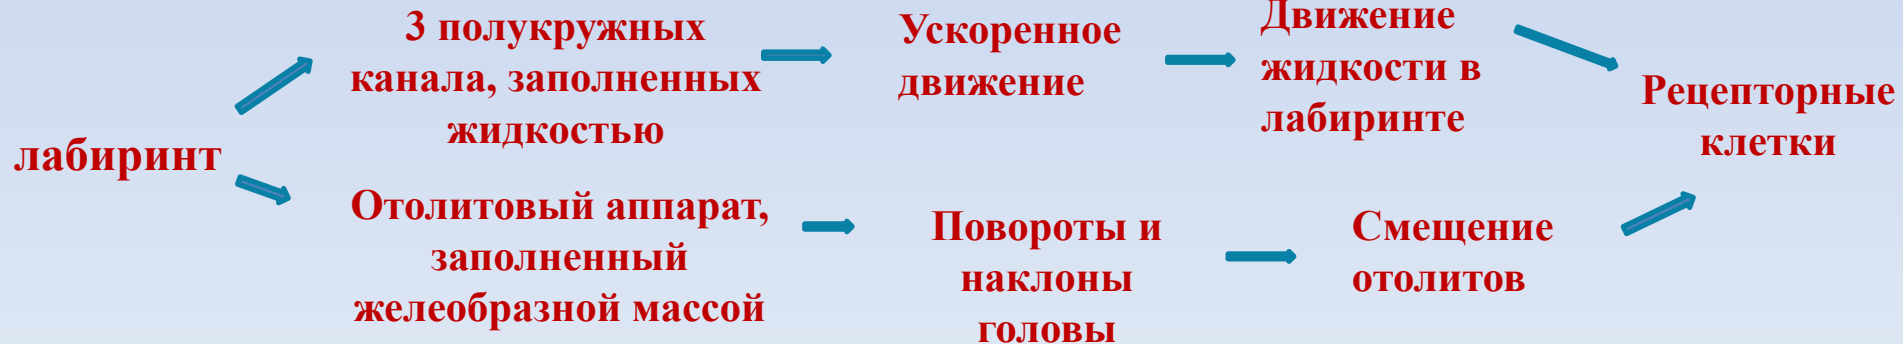 лабиринт
3 полукружных
канала, заполненных
жидкостью
Ускоренное
движение
Движение
жидкости в
лабиринте
Рецепторные
клетки
Отолитовый аппарат,
заполненный
желеобразной массой
Повороты и
наклоны
головы
Смещение
отолитов